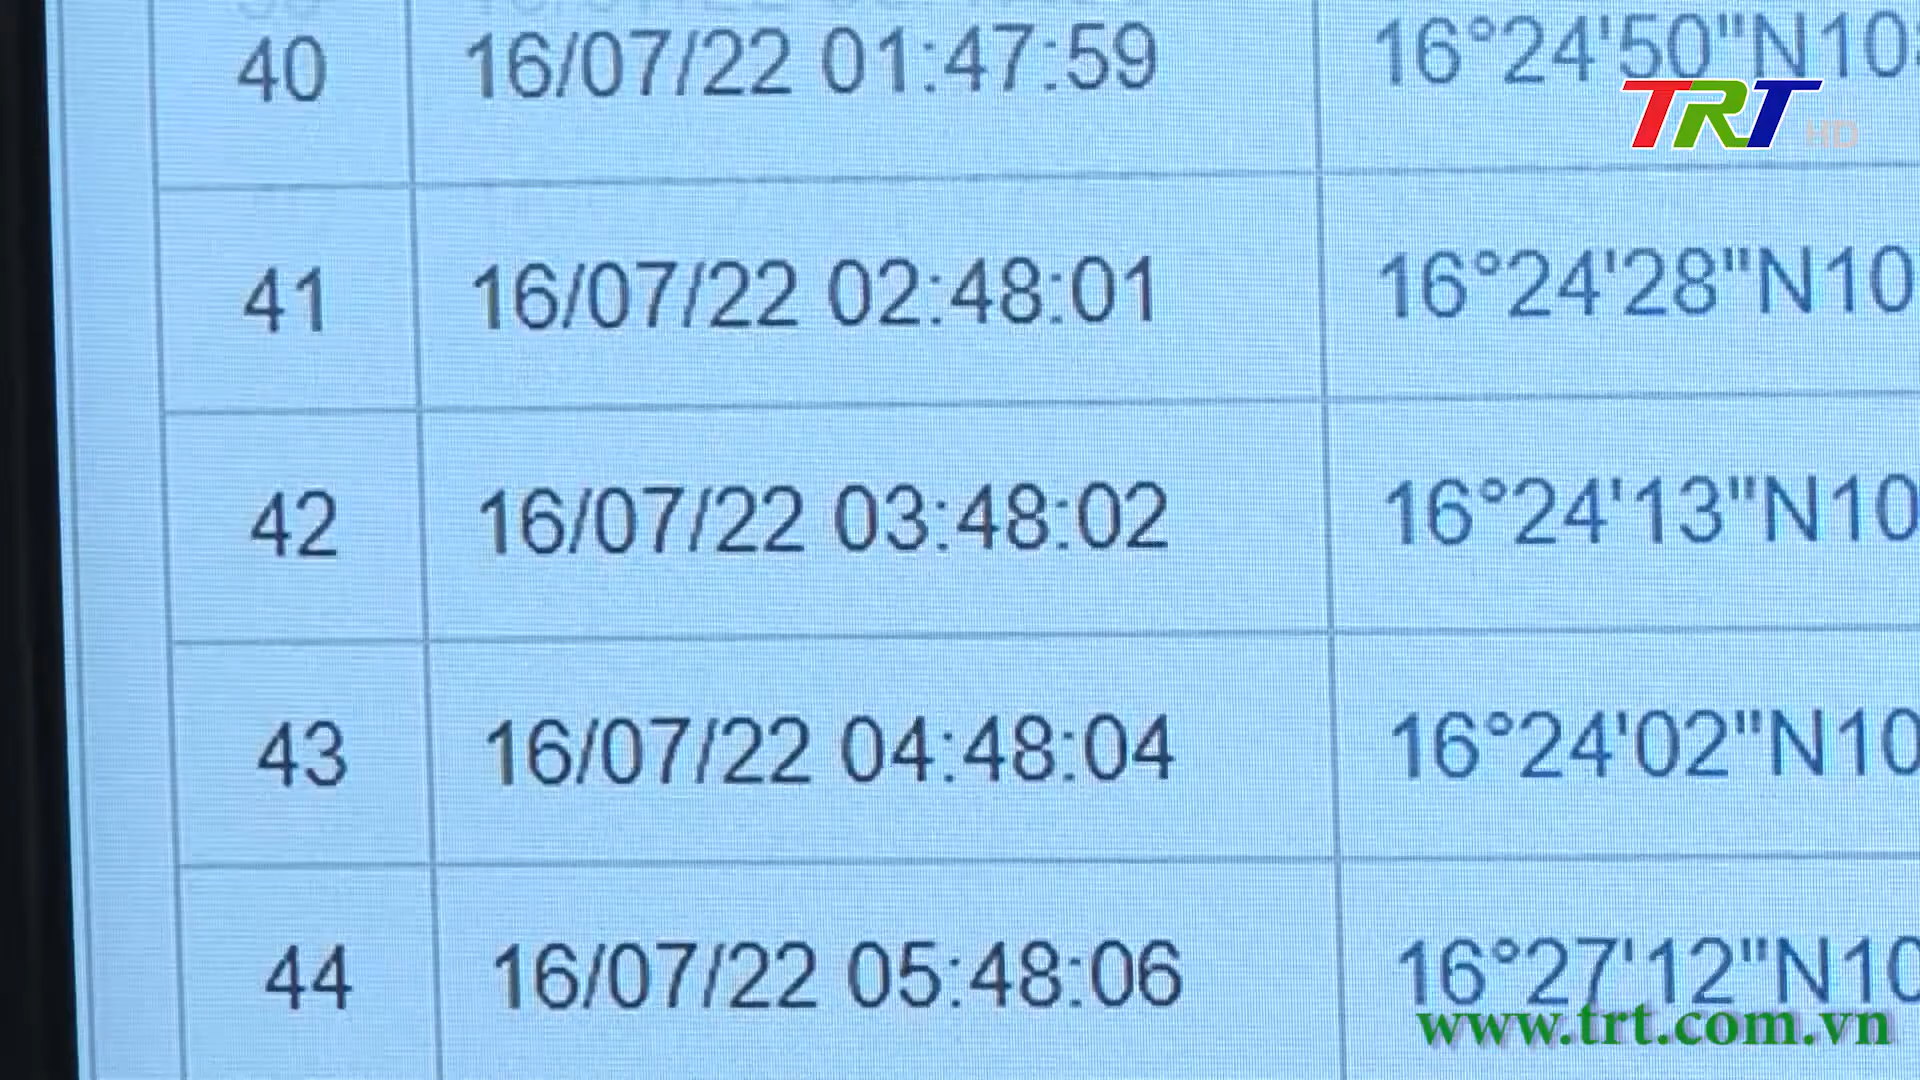 40 16/07/22 01:47:59 16°24'50"N10
TRT HD
41 16/07/22 02:48:01 16°24'28"N10
42 16/07/22 03:48:02 16°24'13"N10
43 16/07/22 04:48:04 16°24'02"N10
44 16/07/22 05:48:06 16°27'12"N10
www.trt.com.vn